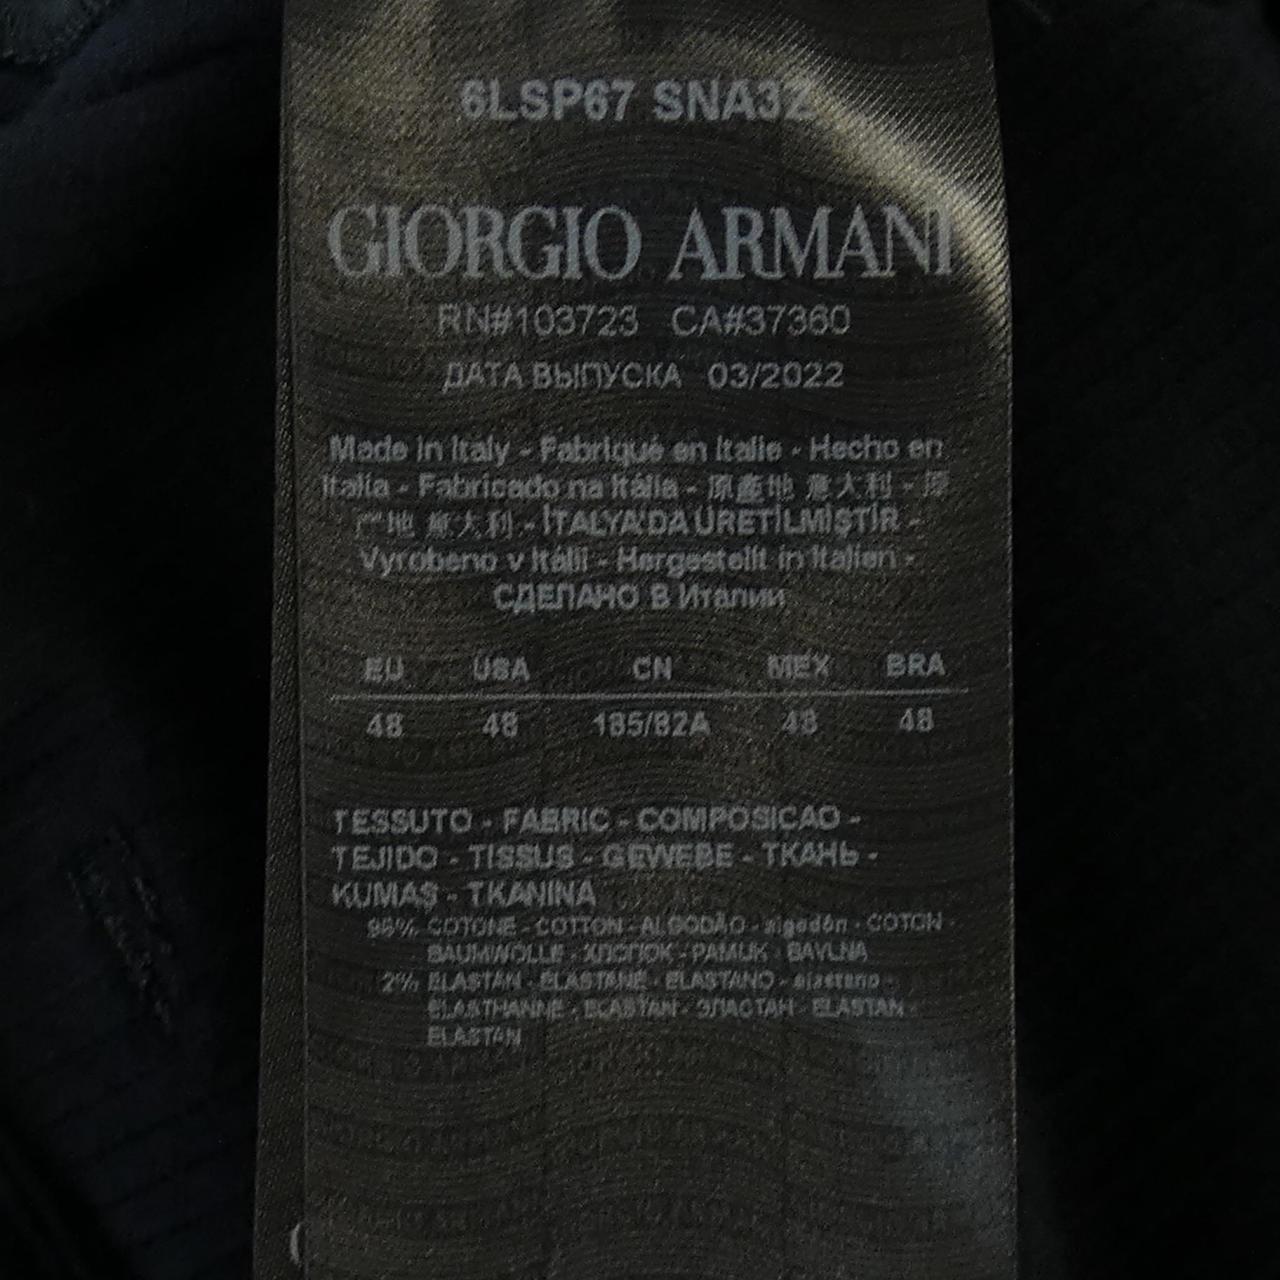 6LSP67 SNA3Z
GIORGIO ARMANI
RN#103723 CA#37360
ДАТА ВЫПУСКА 03/2022
Made in Italy - Fabriqué en Italie - Hecho en
Italia - Fabricado na Itália - 原產地 意大利 - 原
产地 意大利 - İTALYA'DA ÜRETİLMİŞTİR -
Vyrobeno v Itálii - Hergestellt in Italien -
СДЕЛАНО В Италии
EU USA CN MEX BRA
48 48 185/82A 48 48
TESSUTO - FABRIC - COMPOSICAO -
TEJIDO - TISSUS - GEWEBE - ТКАНЬ -
KUMAŞ - TKANINA
98% COTONE - COTTON - ALGODÃO - algodón - COTON -
BAUMWOLLE - ХЛОПОК - PAMUK - BAVLNA
2% ELASTAN - ELASTANE - ELASTANO - elastano -
ELASTHANNE - ELASTAN - ЭЛАСТАН - ELASTAN -
ELASTAN